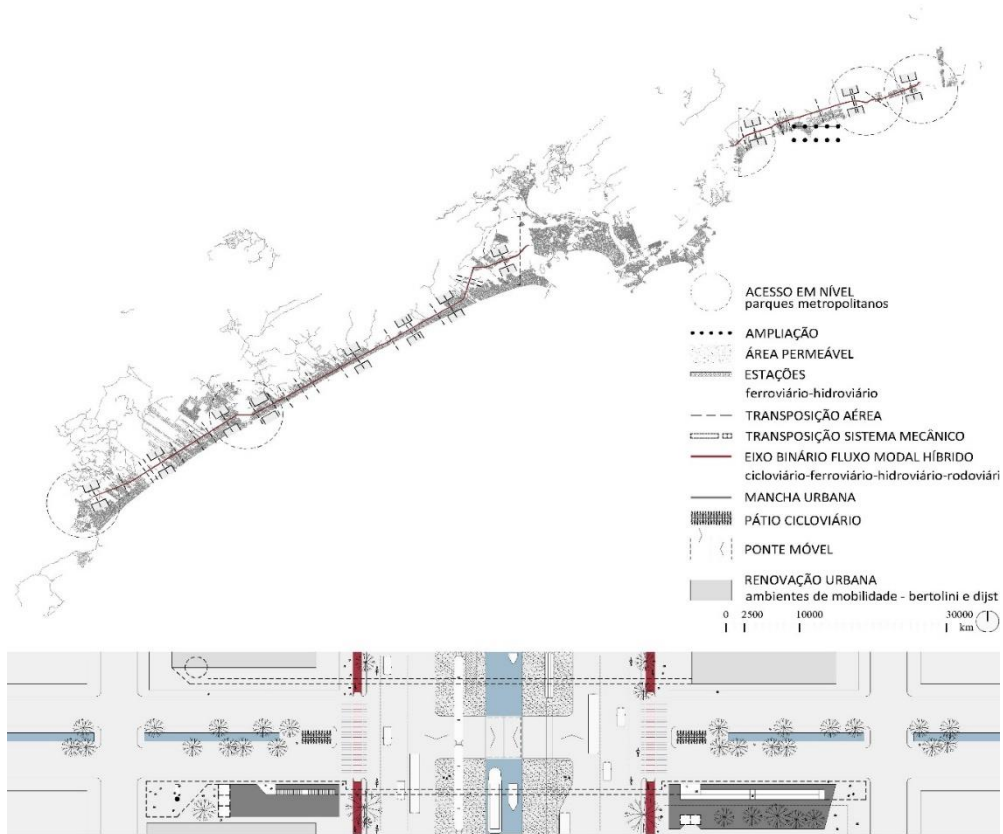 ACESSO EM NÍVEL
parques metropolitanos
AMPLIAÇÃO
ÁREA PERMEÁVEL
ESTAÇÕES
ferroviário-hidroviário
TRANSPOSIÇÃO AÉREA
TRANSPOSIÇÃO SISTEMA MECÂNICO
EIXO BINÁRIO FLUXO MODAL HÍBRIDO
cicloviário-ferroviário-hidroviário-rodoviári
MANCHA URBANA
PÁTIO CICLOVIÁRIO
PONTE MÓVEL
RENOVAÇÃO URBANA
ambientes de mobilidade - bertolini e dijst
0 2500 10000 30000
km